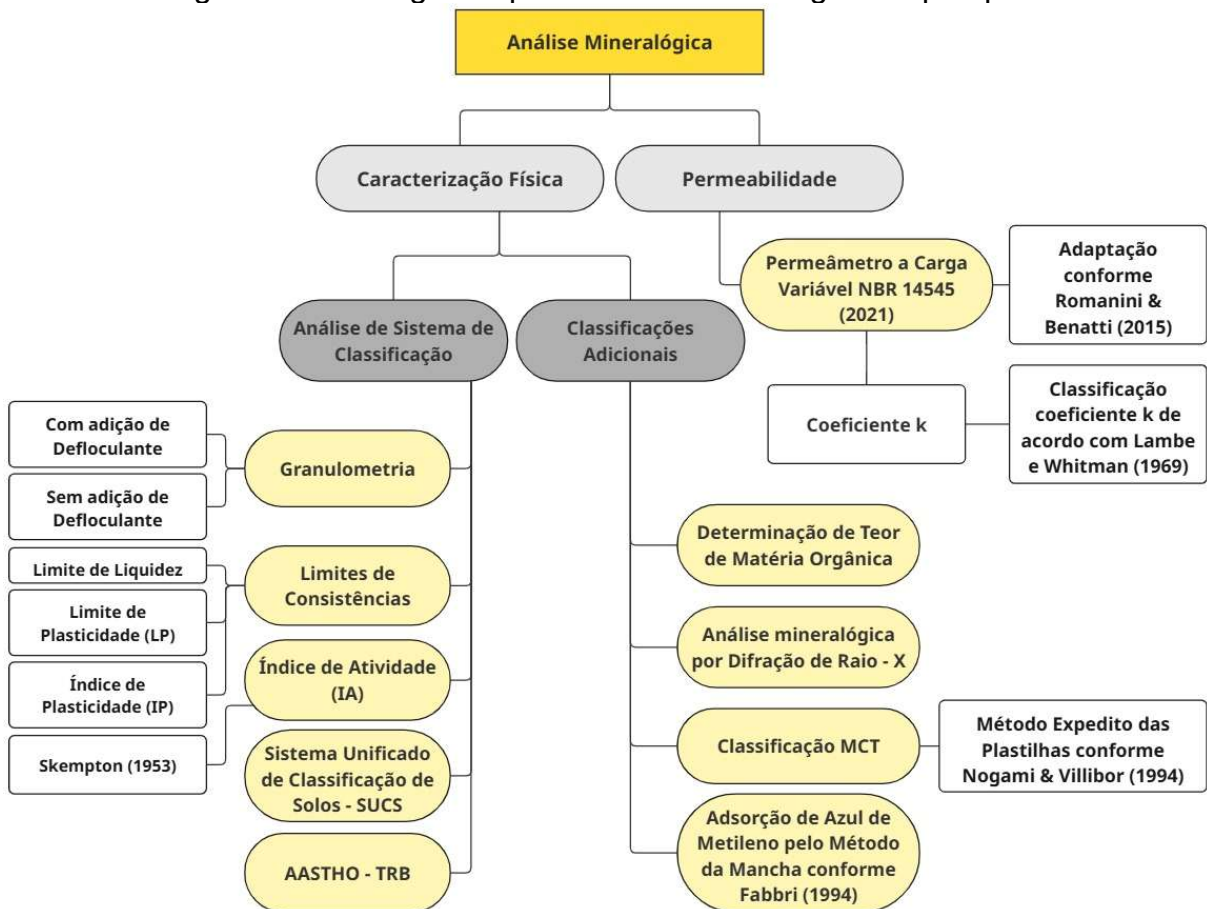 Análise Mineralógica
Caracterização Física
Permeabilidade
Permeâmetro a Carga
Variável NBR 14545
(2021)
Adaptação
conforme
Romanini &
Benatti (2015)
Análise de Sistema de
Classificação
Classificações
Adicionais
Coeficiente k
Classificação
coeficiente k de
acordo com Lambe
e Whitman (1969)
Com adição de
Defloculante
Sem adição de
Defloculante
Granulometria
Limite de Liquidez
Limite de
Plasticidade (LP)
Índice de
Plasticidade (IP)
Limites de
Consistências
Índice de Atividade
(IA)
Skempton (1953)
Sistema Unificado
de Classificação de
Solos - SUCS
AASTHO - TRB
Determinação de Teor
de Matéria Orgânica
Análise mineralógica
por Difração de Raio - X
Classificação MCT
Método Expedito das
Plastilhas conforme
Nogami & Villibor (1994)
Adsorção de Azul de
Metileno pelo Método
da Mancha conforme
Fabbri (1994)